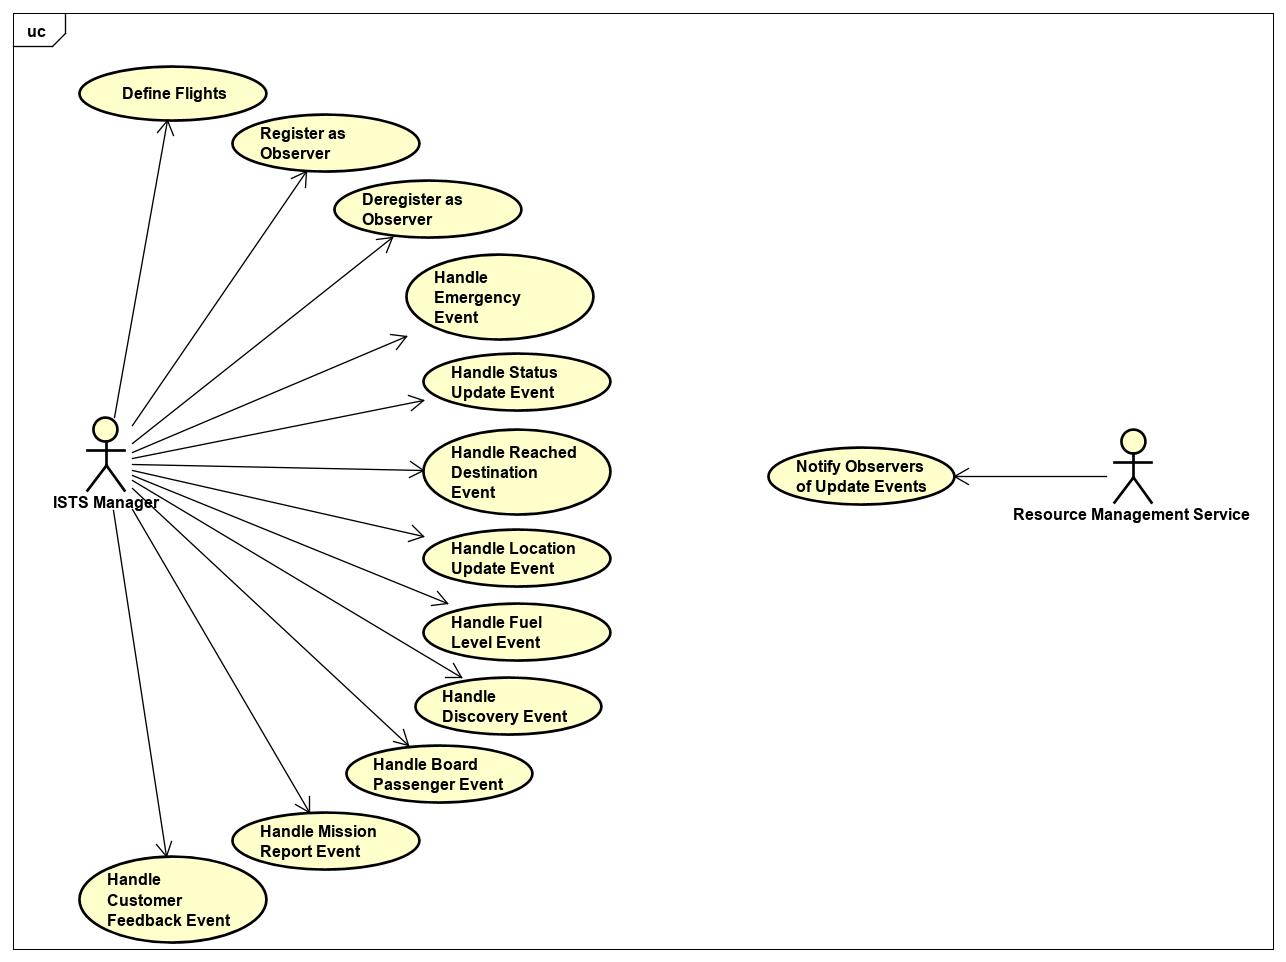 uc
Define Flights
Register as
Observer
Deregister as
Observer
Handle
Emergency
Event
Handle Status
Update Event
Handle Reached
Destination
Event
Handle Location
Update Event
Handle Fuel
Level Event
Handle
Discovery Event
Handle Board
Passenger Event
Handle Mission
Report Event
Handle
Customer
Feedback Event
ISTS Manager
Notify Observers
of Update Events
Resource Management Service